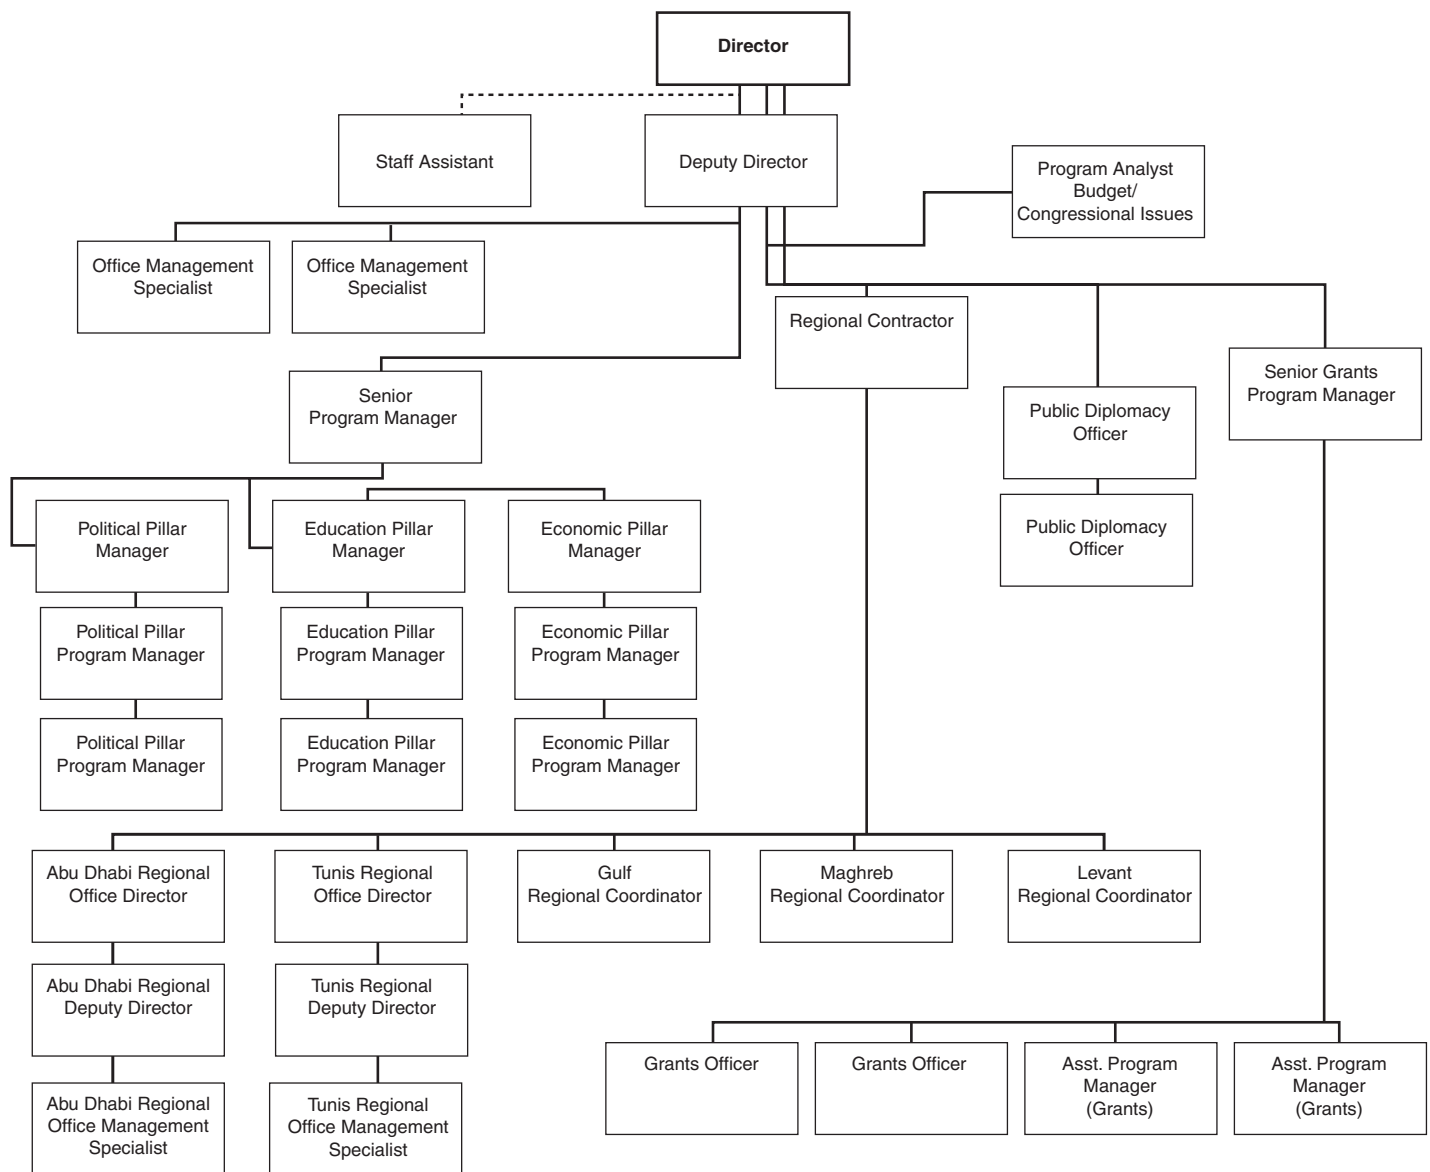 Director
Staff Assistant
Deputy Director
Program Analyst
Budget/
Congressional Issues
Office Management
Specialist
Office Management
Specialist
Regional Contractor
Senior
Program Manager
Public Diplomacy
Officer
Senior Grants
Program Manager
Political Pillar
Manager
Education Pillar
Manager
Economic Pillar
Manager
Public Diplomacy
Officer
Political Pillar
Program Manager
Education Pillar
Program Manager
Economic Pillar
Program Manager
Political Pillar
Program Manager
Education Pillar
Program Manager
Economic Pillar
Program Manager
Abu Dhabi Regional
Office Director
Tunis Regional
Office Director
Gulf
Regional Coordinator
Maghreb
Regional Coordinator
Levant
Regional Coordinator
Abu Dhabi Regional
Deputy Director
Tunis Regional
Deputy Director
Grants Officer
Grants Officer
Asst. Program
Manager
(Grants)
Asst. Program
Manager
(Grants)
Abu Dhabi Regional
Office Management
Specialist
Tunis Regional
Office Management
Specialist